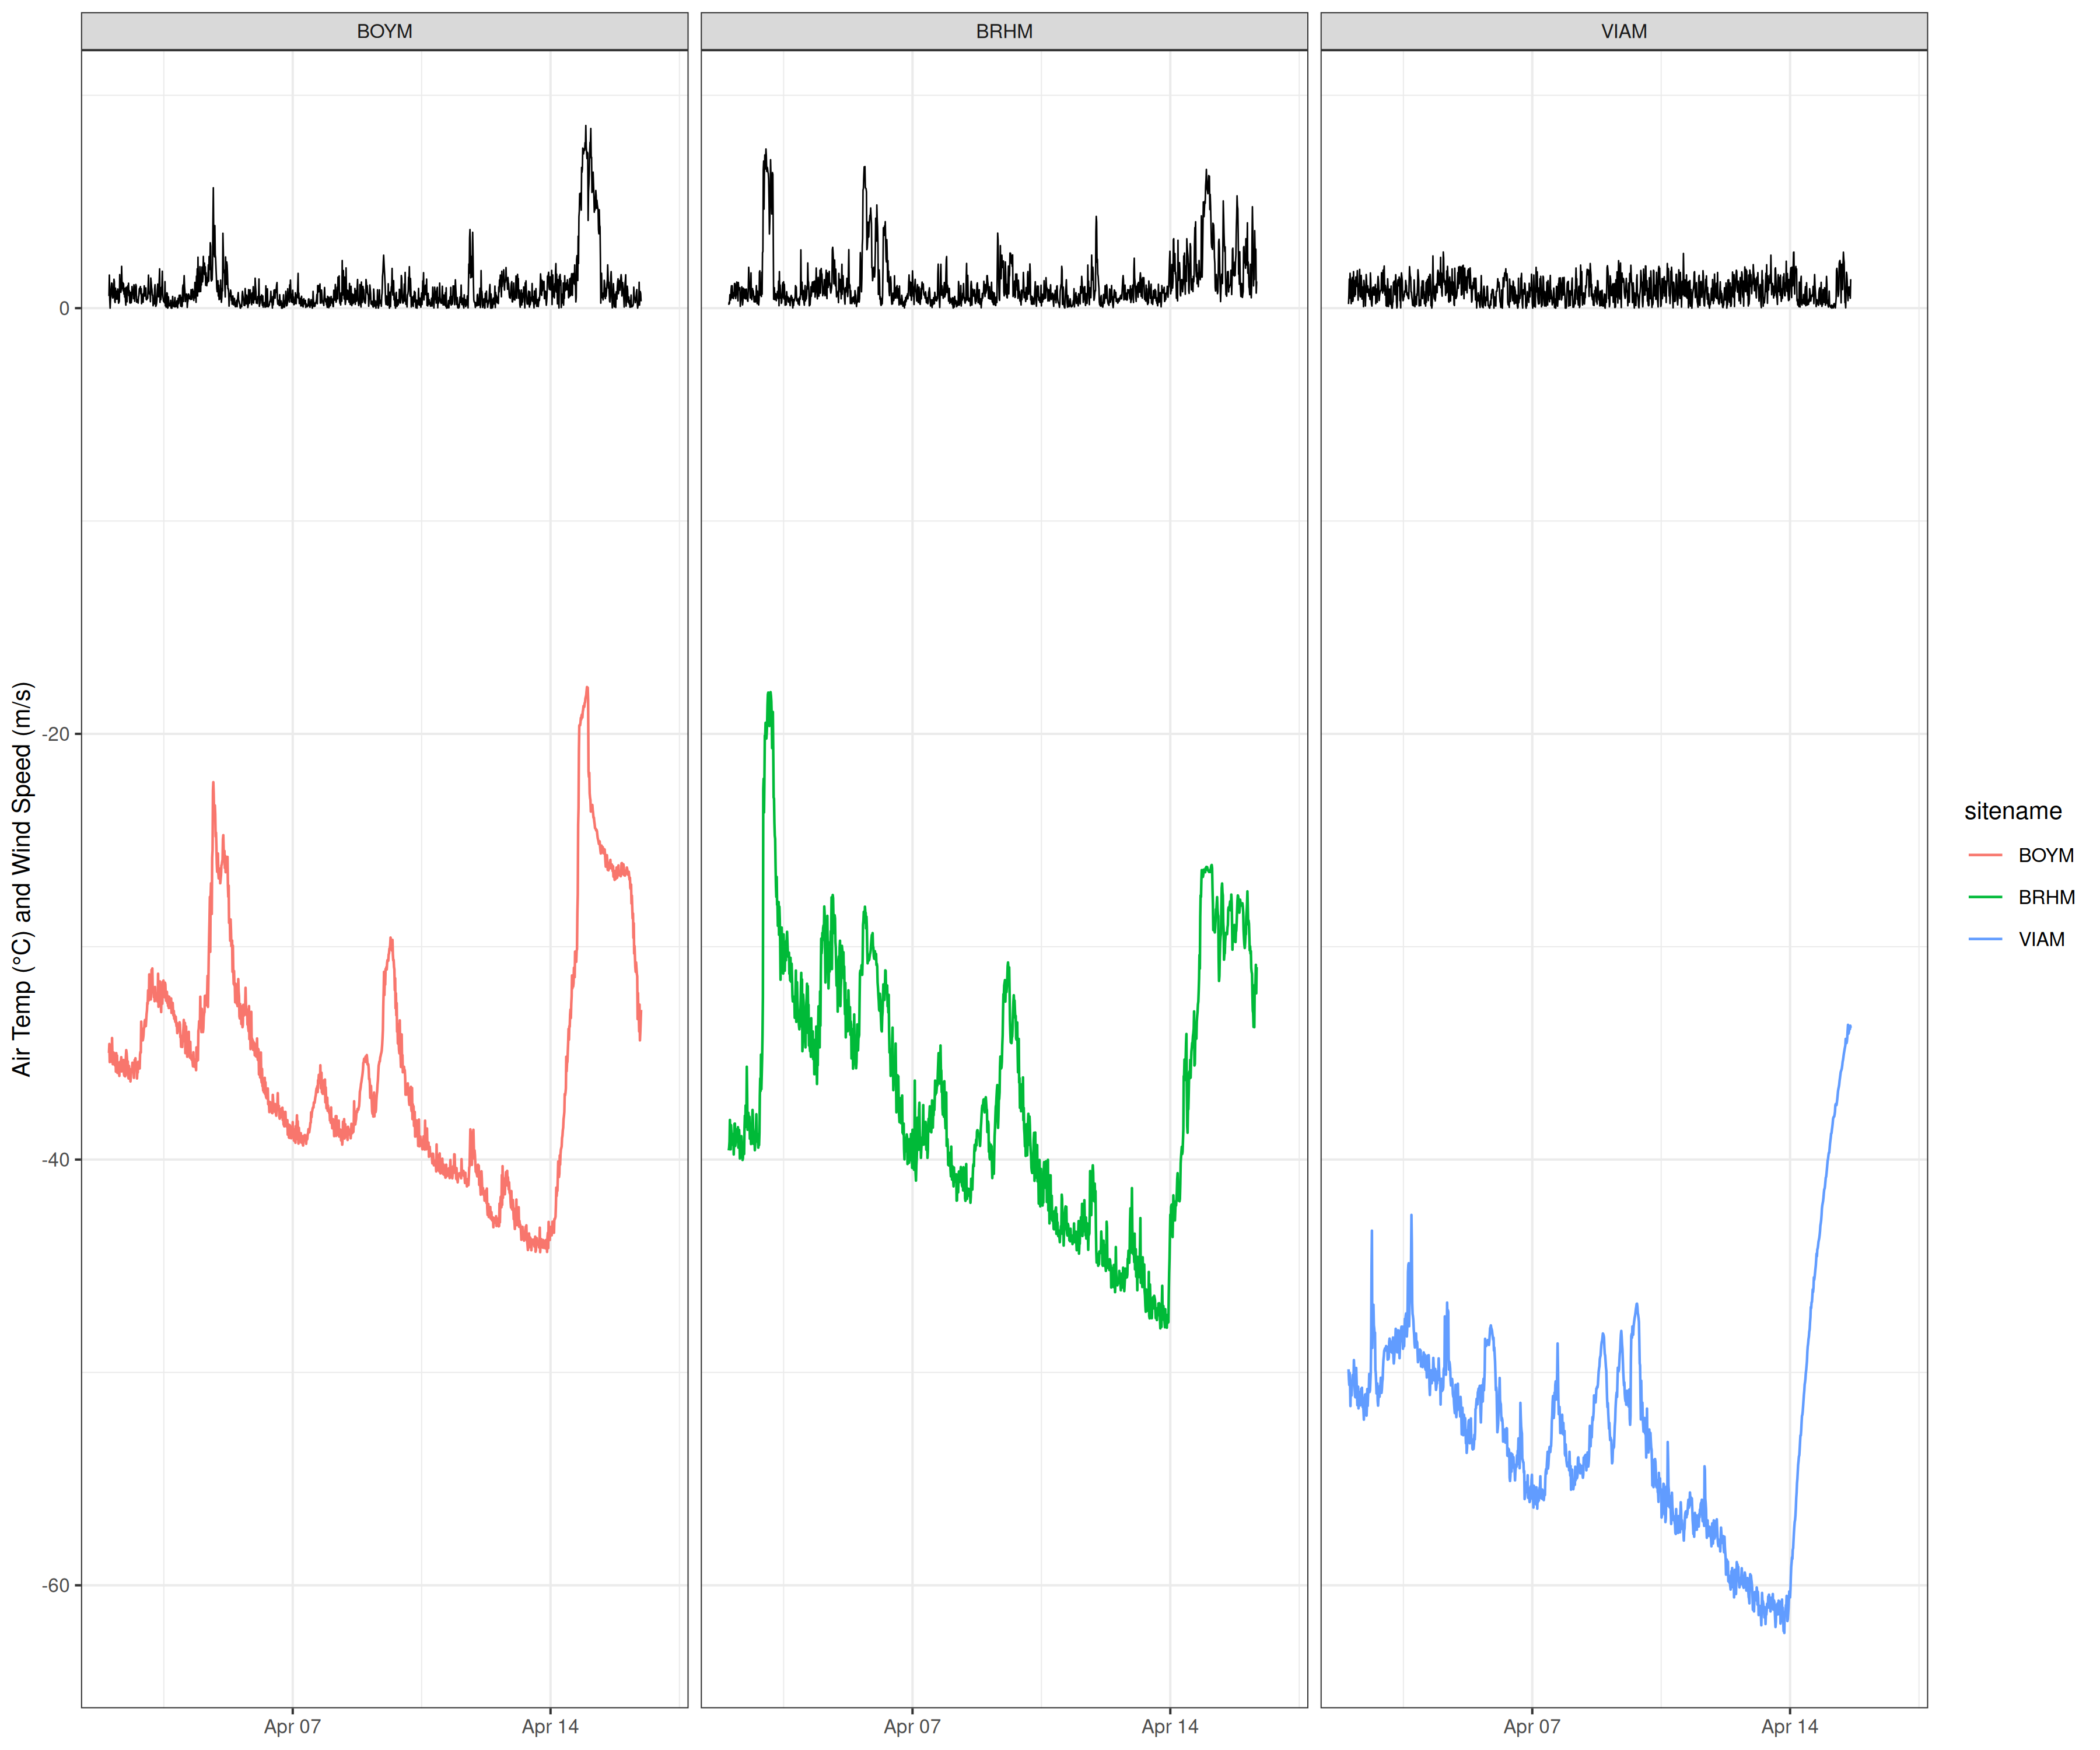 BOYM
BRHM
VIAM
0
-20
-40
-60
Air Temp (°C) and Wind Speed (m/s)
Apr 07
Apr 14
Apr 07
Apr 14
Apr 07
Apr 14
sitename
BOYM
BRHM
VIAM